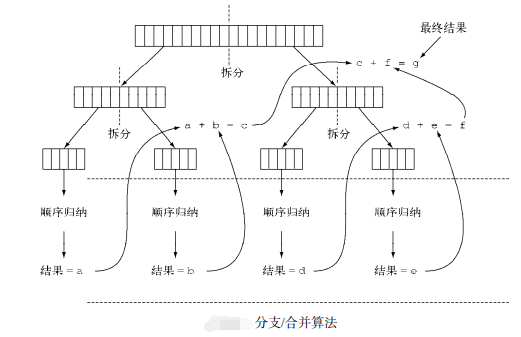 最终结果
c + f = g
拆分
a + b - c
拆分
拆分
d + e - f
顺序归纳
顺序归纳
顺序归纳
顺序归纳
结果=a
结果=b
结果=d
结果=e
分支/合并算法